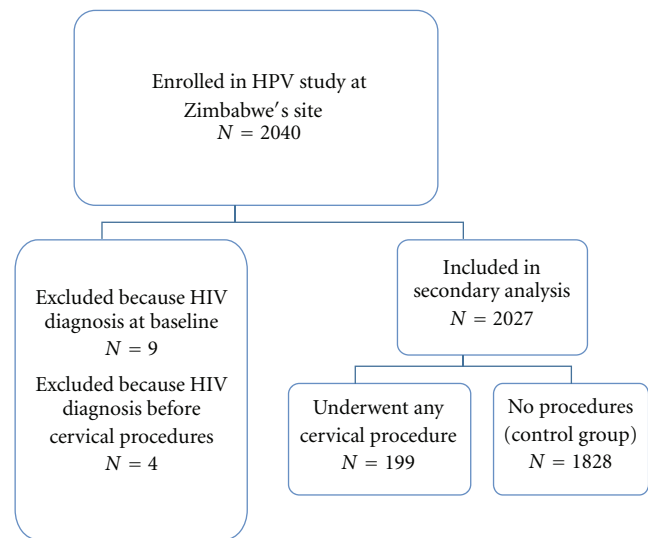 Enrolled in HPV study at
Zimbabwe's site
N = 2040
Excluded because HIV
diagnosis at baseline
N = 9
Excluded because HIV
diagnosis before
cervical procedures
N = 4
Included in
secondary analysis
N = 2027
Underwent any
cervical procedure
N = 199
No procedures
(control group)
N = 1828